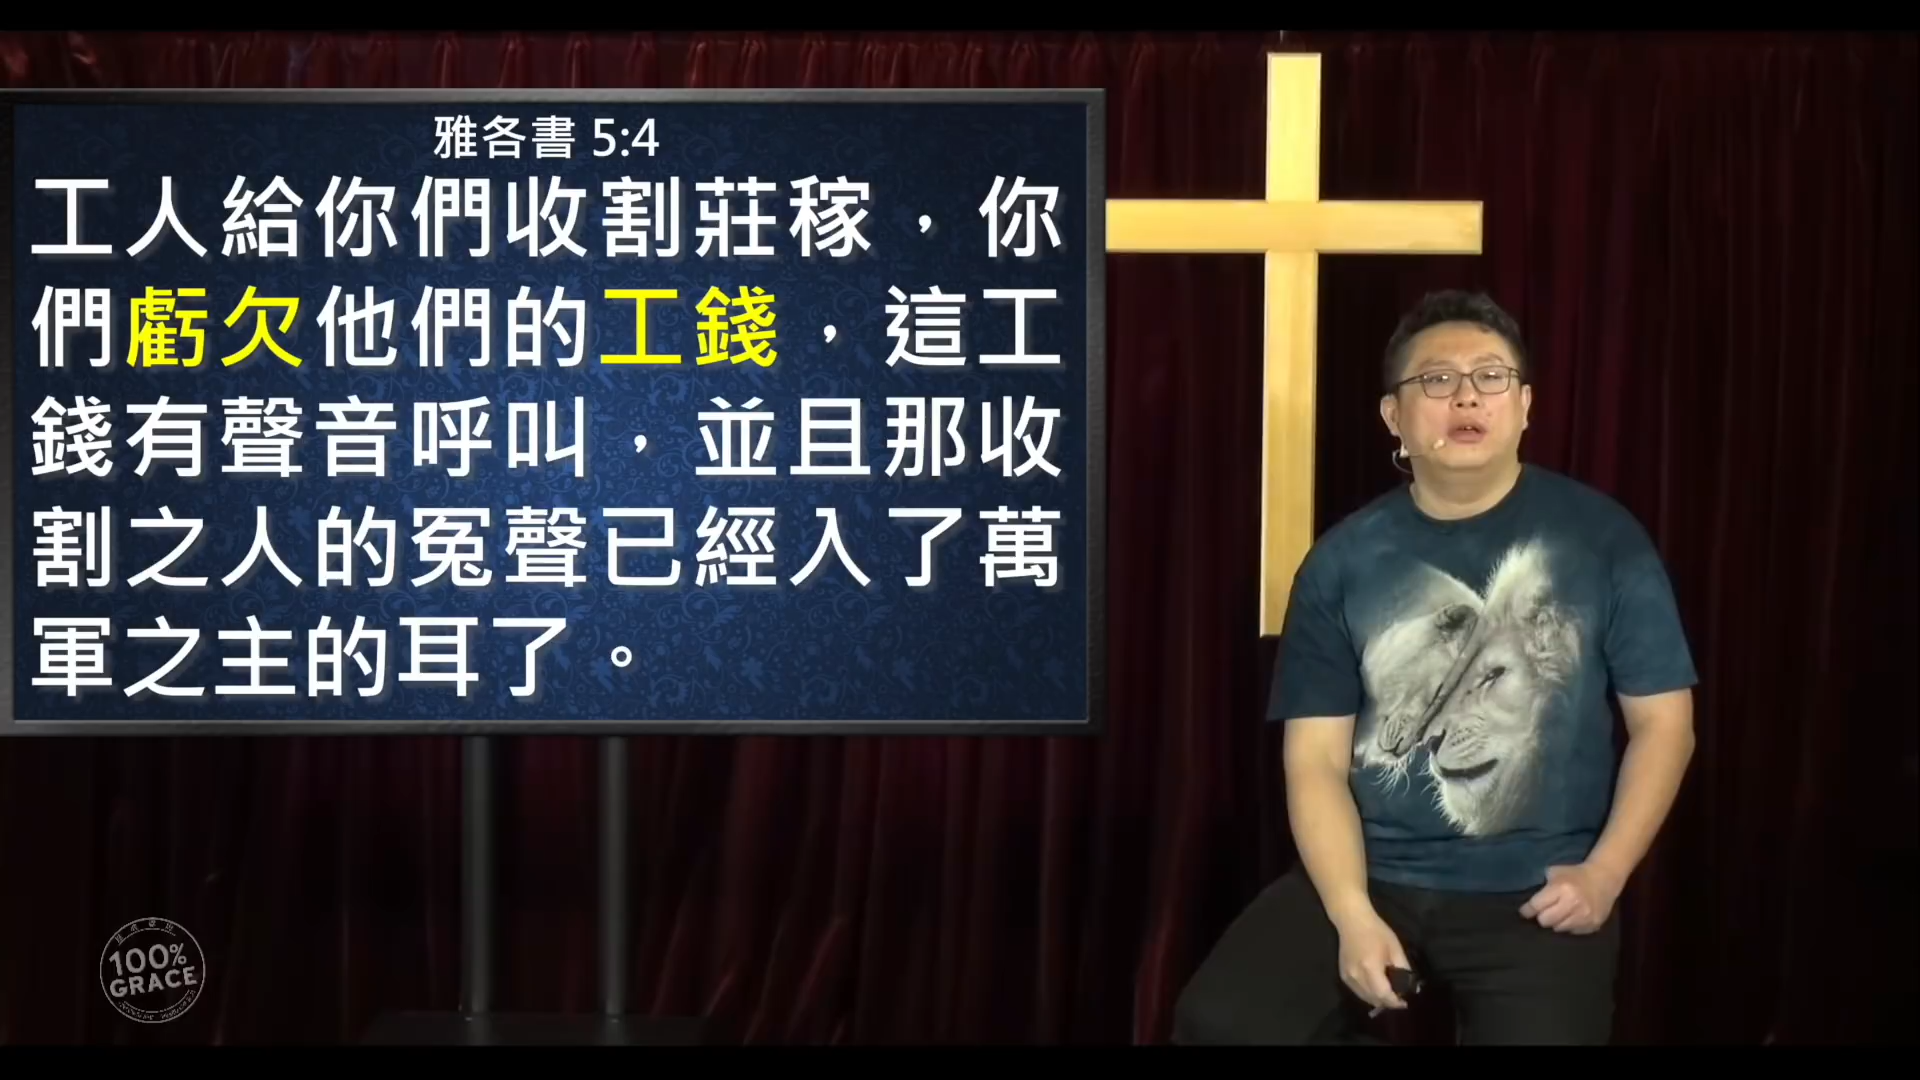 雅各書 5:4
工人給你們收割莊稼，你
們虧欠他們的工錢，這工
錢有聲音呼叫，並且那收
割之人的冤聲已經入了萬
軍之主的耳了。
100%
GRACE